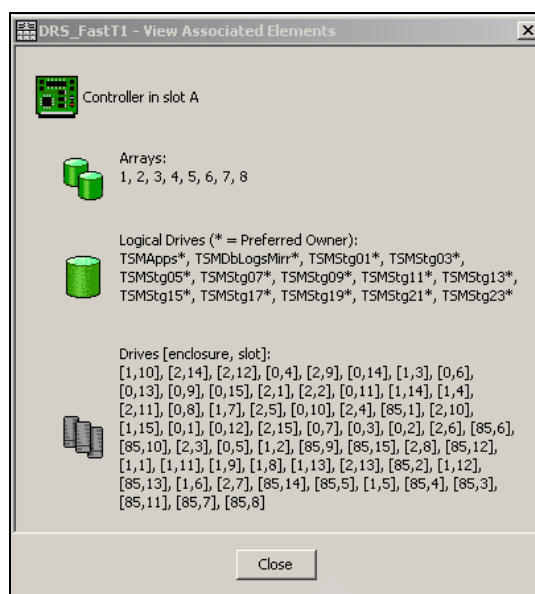 DRS_FastT1 - View Associated Elements
Controller in slot A
Arrays:
1, 2, 3, 4, 5, 6, 7, 8
Logical Drives (* = Preferred Owner):
TSMApps*, TSMDbLogsMirr*, TSMStg01*, TSMStg03*,
TSMStg05*, TSMStg07*, TSMStg09*, TSMStg11*, TSMStg13*,
TSMStg15*, TSMStg17*, TSMStg19*, TSMStg21*, TSMStg23*
Drives [enclosure, slot]:
[1,10], [2,14], [2,12], [0,4], [2,9], [0,14], [1,3], [0,6],
[0,13], [0,9], [0,15], [2,1], [2,2], [0,11], [1,14], [1,4],
[2,11], [0,8], [1,7], [2,5], [0,10], [2,4], [85,1], [2,10],
[1,15], [0,1], [0,12], [2,15], [0,7], [0,3], [0,2], [2,6], [85,6],
[85,10], [2,3], [0,5], [1,2], [85,9], [85,15], [2,8], [85,12],
[1,1], [1,11], [1,9], [1,8], [1,13], [2,13], [85,2], [1,12],
[85,13], [1,6], [2,7], [85,14], [85,5], [1,5], [85,4], [85,3],
[85,11], [85,7], [85,8]
Close